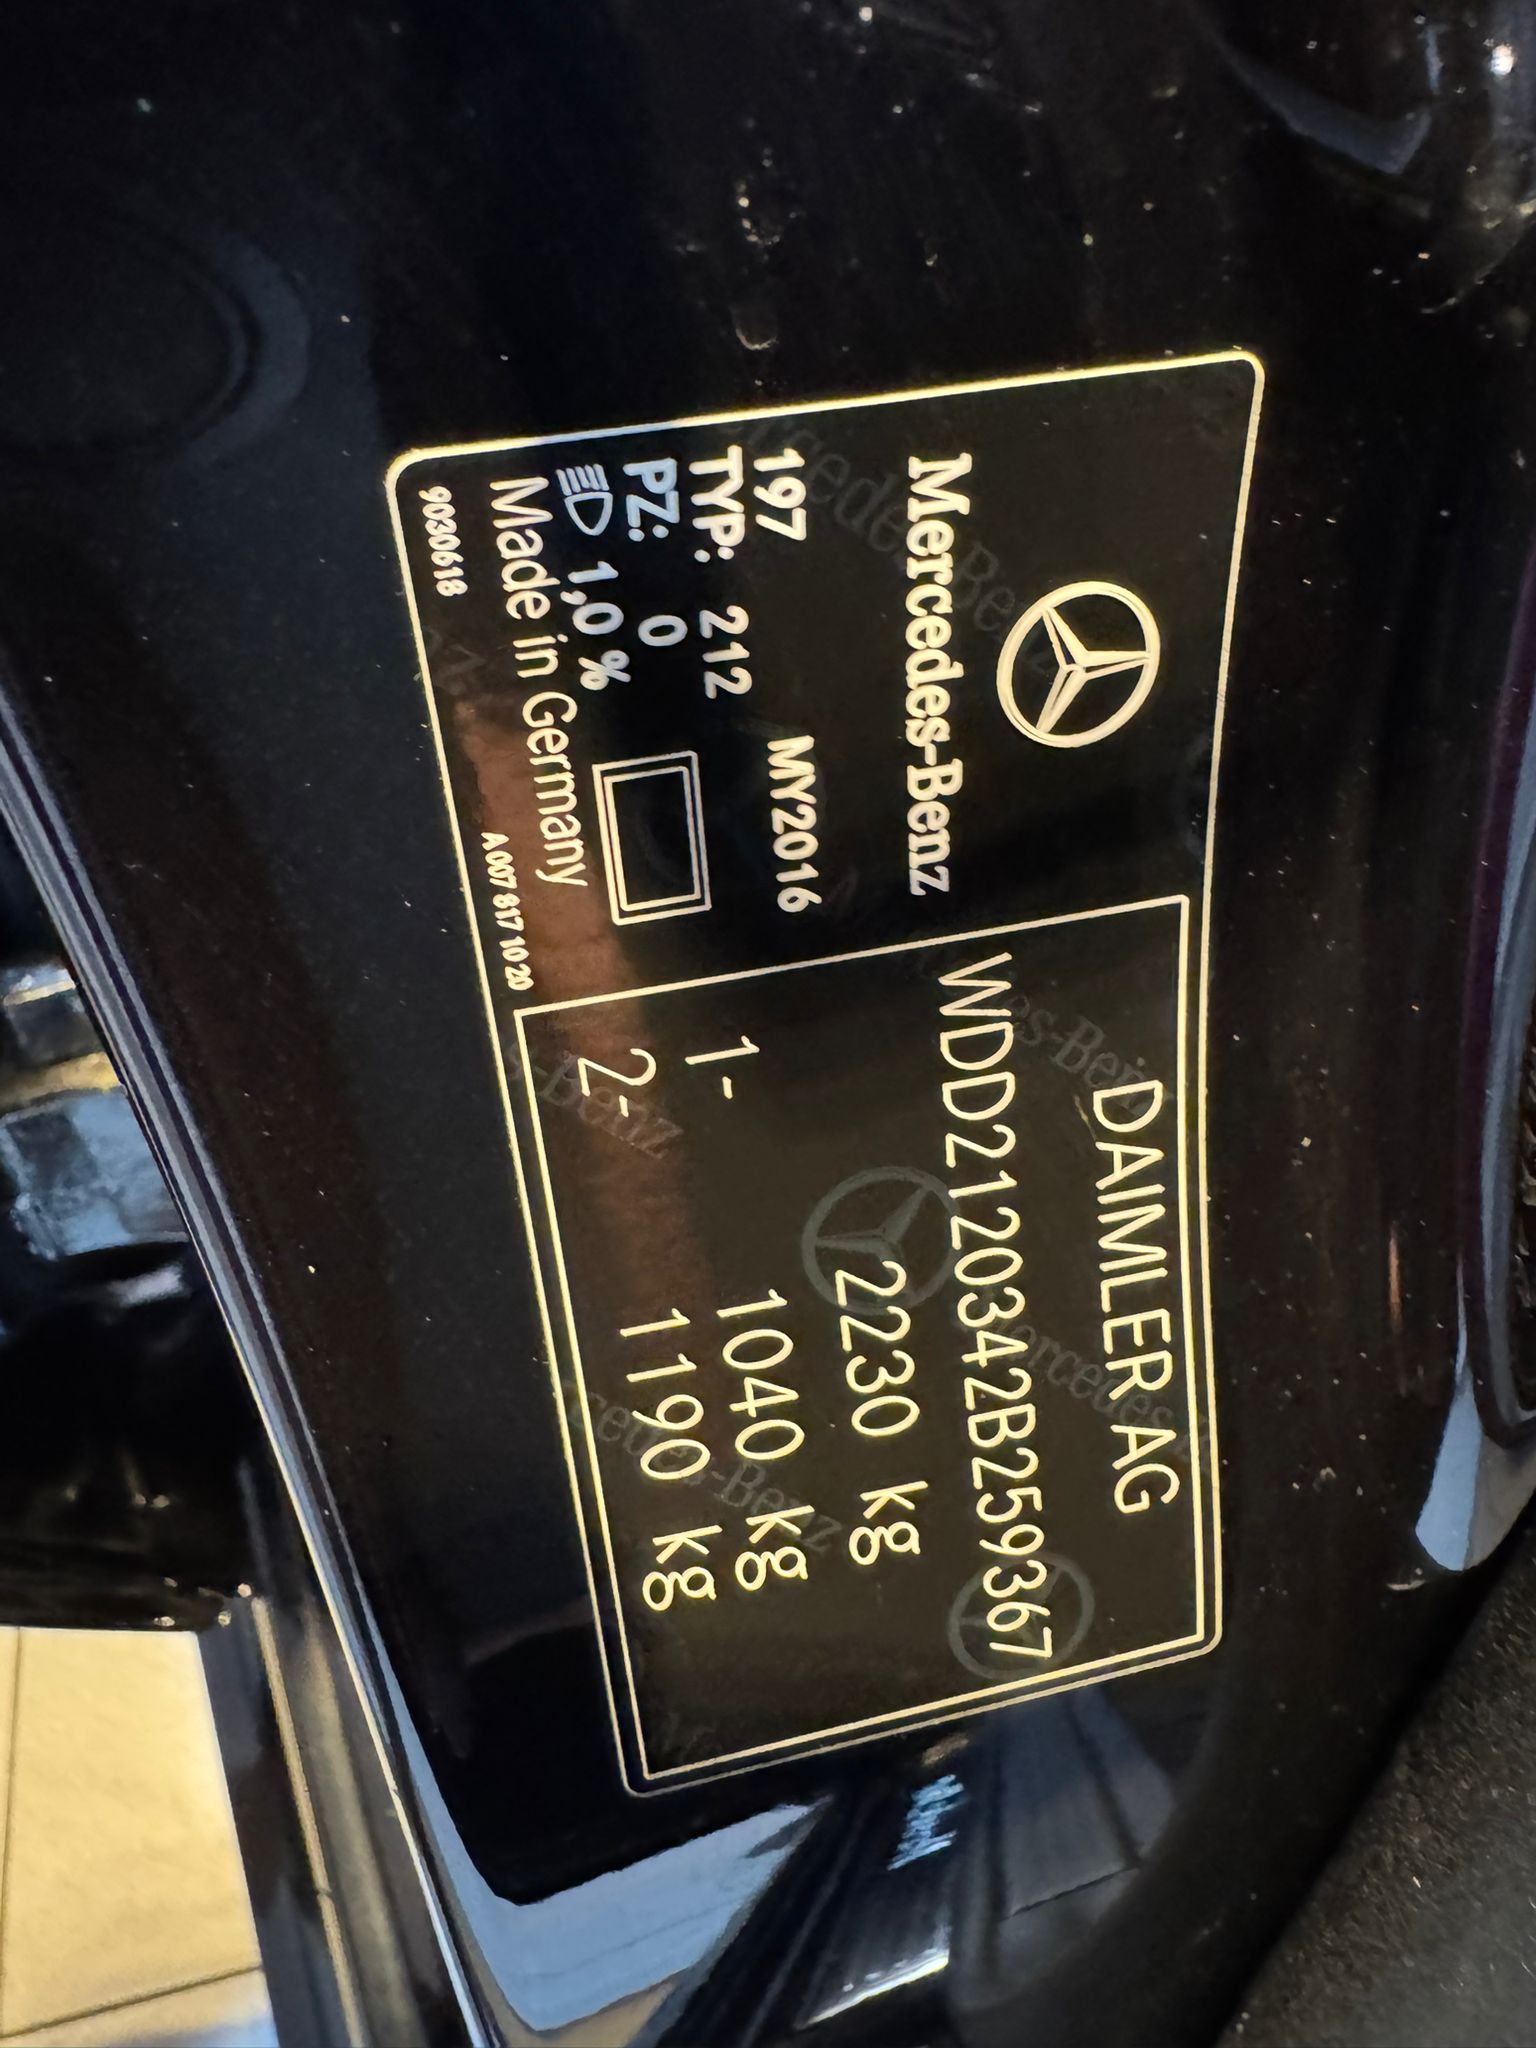 Mercedes-Benz
197 MY2016
TYP: 212
PZ: 0
1,0 %
Made in Germany
9030618 A 007 817 10 20
DAIMLER AG
WDD2120342B259367
2230 kg
1- 1040 kg
2- 1190 kg